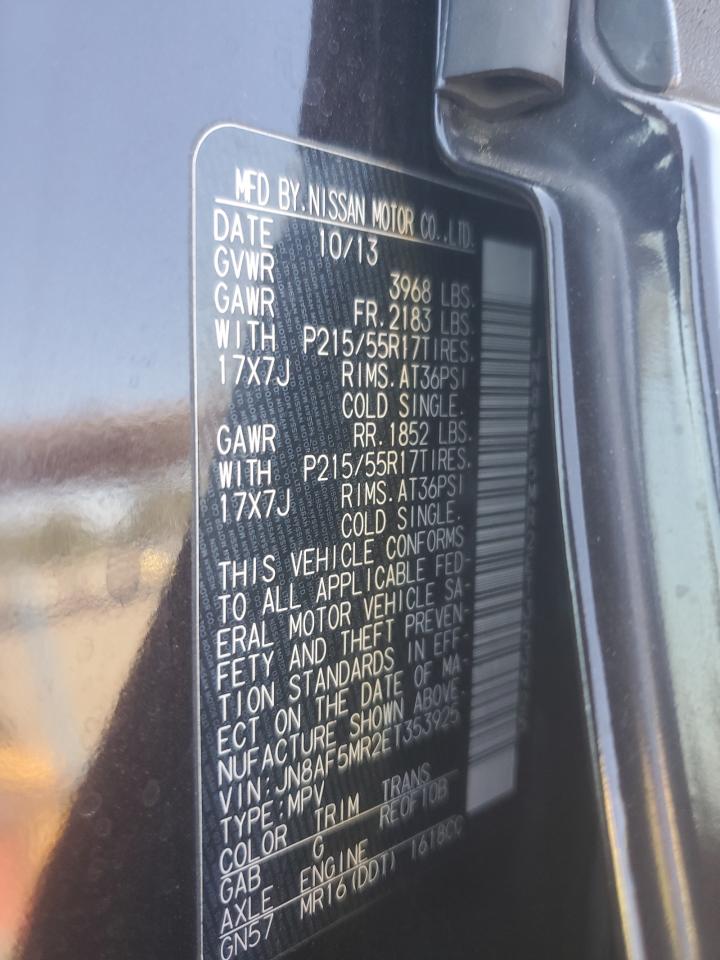 MFD BY.NISSAN MOTOR CO.,LTD.
DATE 10/13
GVWR 3968 LBS.
GAWR FR.2183 LBS.
WITH P215/55R17TIRES.
17X7J RIMS.AT36PSI
COLD SINGLE.
GAWR RR.1852 LBS.
WITH P215/55R17TIRES.
17X7J RIMS.AT36PSI
COLD SINGLE.
THIS VEHICLE CONFORMS
TO ALL APPLICABLE FED-
ERAL MOTOR VEHICLE SA-
FETY AND THEFT PREVEN-
TION STANDARDS IN EFF-
ECT ON THE DATE OF MA-
NUFACTURE SHOWN ABOVE.
VIN:JN8AF5MR2ET353925
TYPE:MPV
COLOR TRIM TRANS
GAB G RE0F10B
AXLE ENGINE
GN57 MR16(DDT) 1618CC